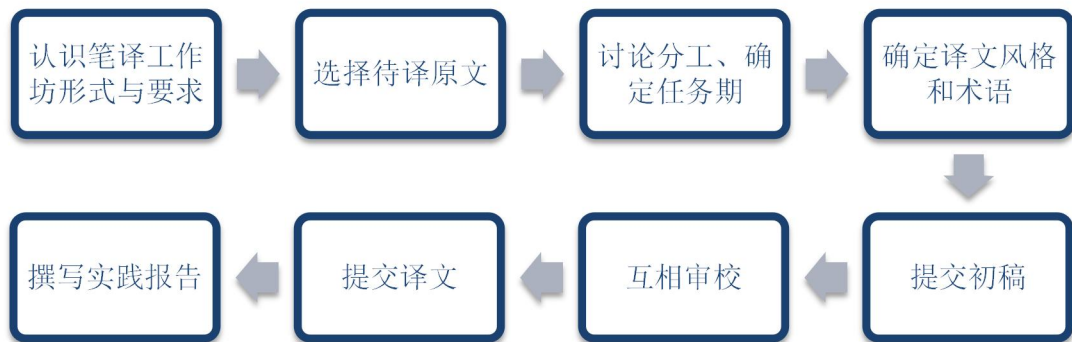 认识笔译工作
坊形式与要求
选择待译原文
讨论分工、确
定任务期
确定译文风格
和术语
提交初稿
互相审校
提交译文
撰写实践报告